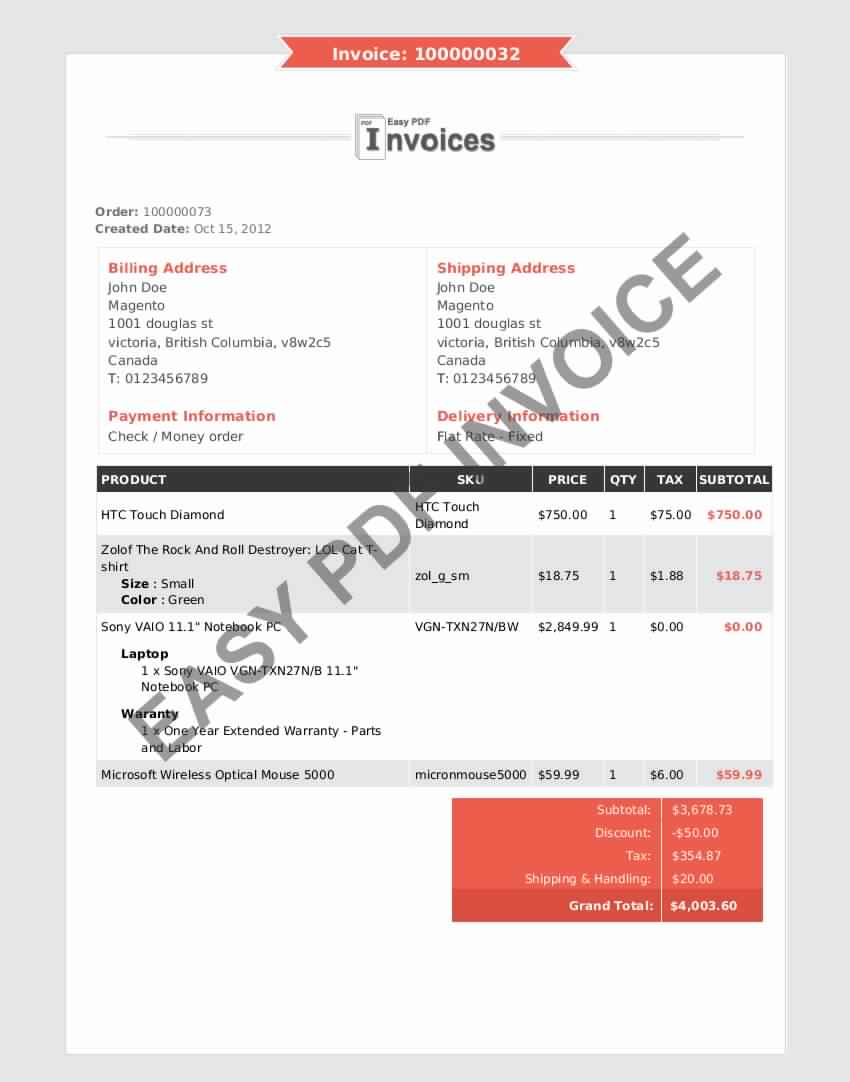 Invoice: 100000032
PDF
Easy PDF
Invoices
Order: 100000073
Created Date: Oct 15, 2012
Billing Address
John Doe
Magento
1001 douglas st
victoria, British Columbia, v8w2c5
Canada
T: 0123456789
Payment Information
Check / Money order
Shipping Address
John Doe
Magento
1001 douglas st
victoria, British Columbia, v8w2c5
Canada
T: 0123456789
Delivery Information
Flat Rate - Fixed
EASY PDF INVOICE
PRODUCT SKU PRICE QTY TAX SUBTOTAL
HTC Touch Diamond HTC Touch Diamond $750.00 1 $75.00 $750.00
Zolof The Rock And Roll Destroyer: LOL Cat T-
shirt
Size : Small
Color : Green
zol_g_sm $18.75 1 $1.88 $18.75
Sony VAIO 11.1" Notebook PC VGN-TXN27N/BW $2,849.99 1 $0.00 $0.00
Laptop
1 x Sony VAIO VGN-TXN27N/B 11.1"
Notebook PC
Waranty
1 x One Year Extended Warranty - Parts
and Labor
Microsoft Wireless Optical Mouse 5000 micronmouse5000 $59.99 1 $6.00 $59.99
Subtotal: $3,678.73
Discount: -$50.00
Tax: $354.87
Shipping & Handling: $20.00
Grand Total: $4,003.60